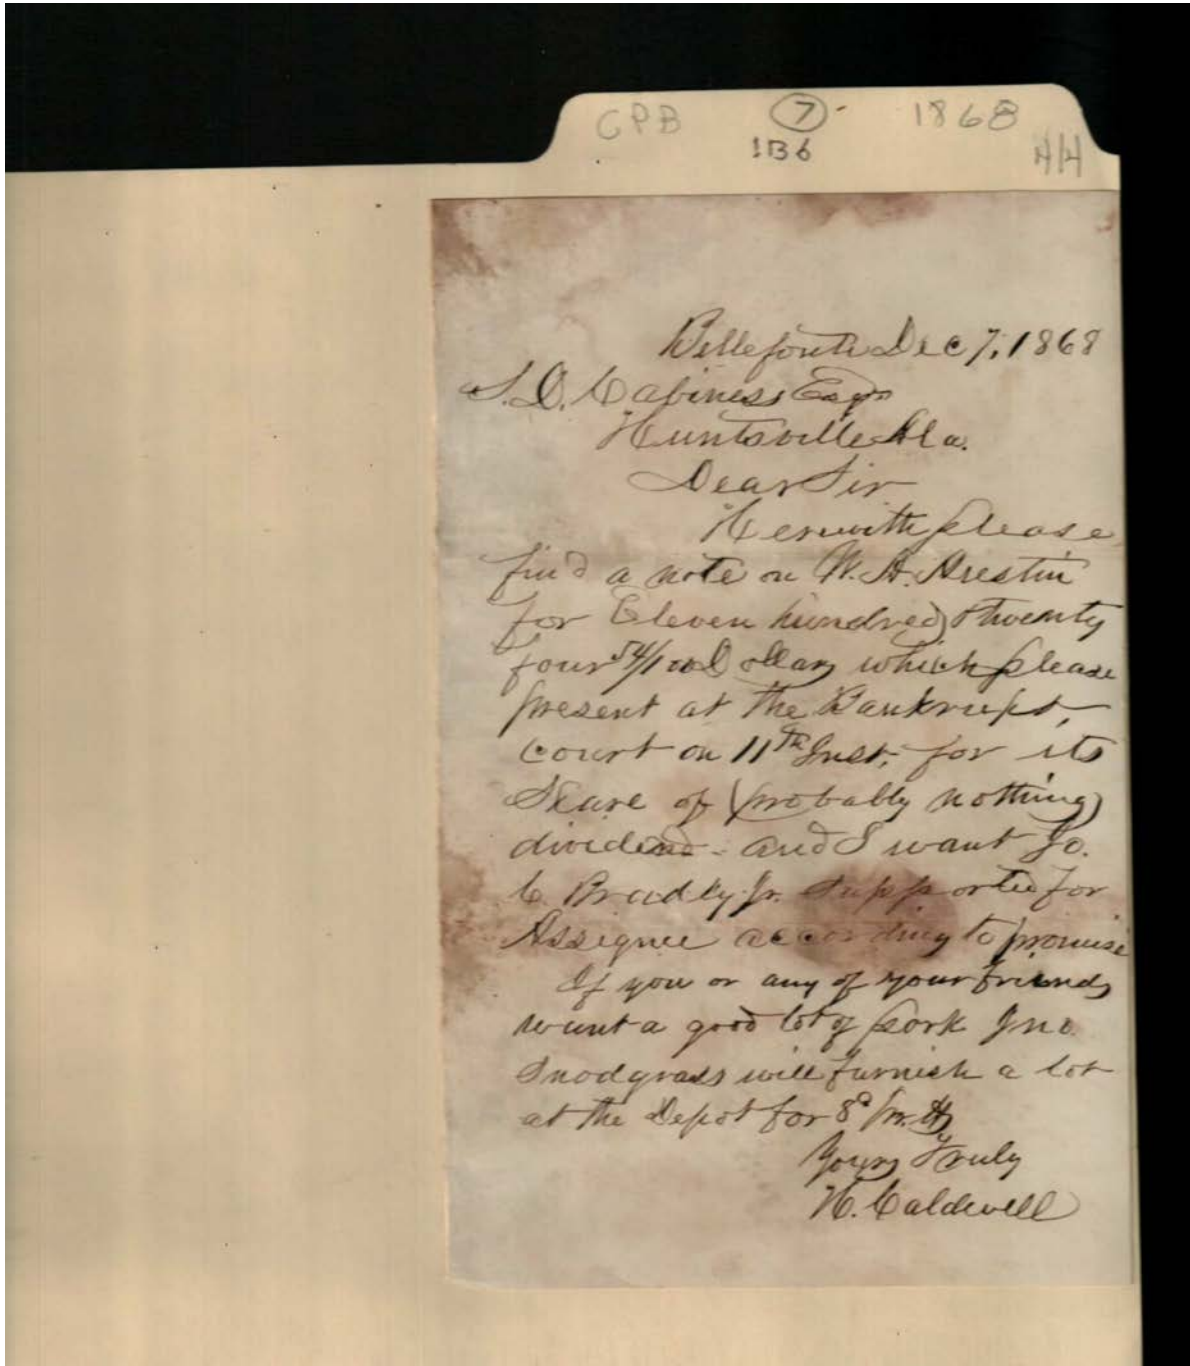 CPB 7 1868
1B6 HH
Bellefonte Dec 7, 1868
S. D. Cabiness Esqr
Huntsville Ala.
Dear Sir
Herewith please
find a note on W. H.
for Eleven hundred & twenty
four 54/100 Dollars which please
present at the Bankrupt,
Court on 11th Inst, for its
Share of (probably nothing)
dividend - and I want Jo.
C. Bradly Jr. Supported for
Assignee according to promise
If you or any of your friends
want a good lot of pork Jno.
Snodgrass will furnish a lot
at the Depot for 8c pr. lb
Yours Truly
H. Caldwell